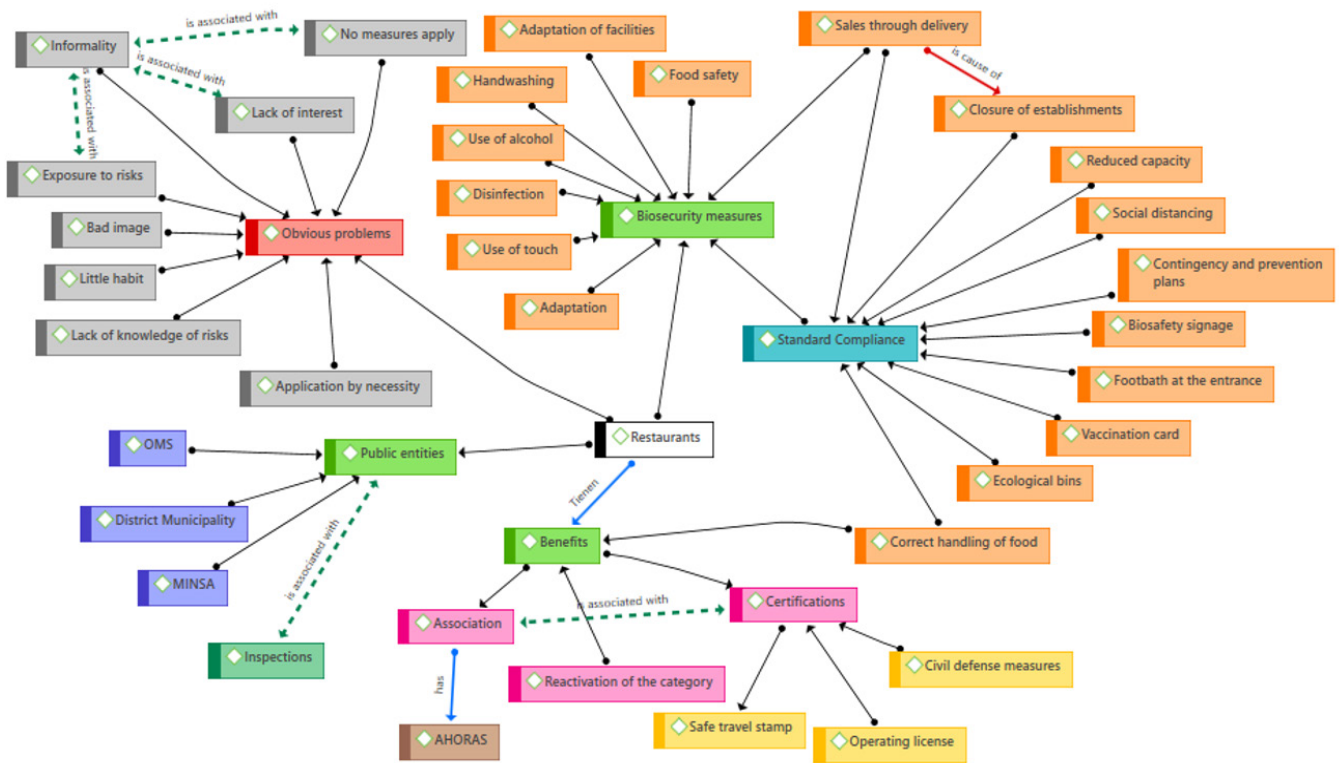 is associated with
Informality
No measures apply
is associated with
is associated with
Lack of interest
Exposure to risks
Bad image
Obvious problems
Little habit
Lack of knowledge of risks
Application by necessity
Adaptation of facilities
Handwashing
Food safety
Use of alcohol
Disinfection
Biosecurity measures
Use of touch
Adaptation
Sales through delivery
is cause of
Closure of establishments
Reduced capacity
Social distancing
Contingency and prevention
plans
Biosafety signage
Standard Compliance
Footbath at the entrance
Vaccination card
Ecological bins
Correct handling of food
Restaurants
OMS
Public entities
District Municipality
MINSA
is associated with
Inspections
Tienen
Benefits
Association
is associated with
Certifications
Reactivation of the category
has
AHORAS
Civil defense measures
Safe travel stamp
Operating license